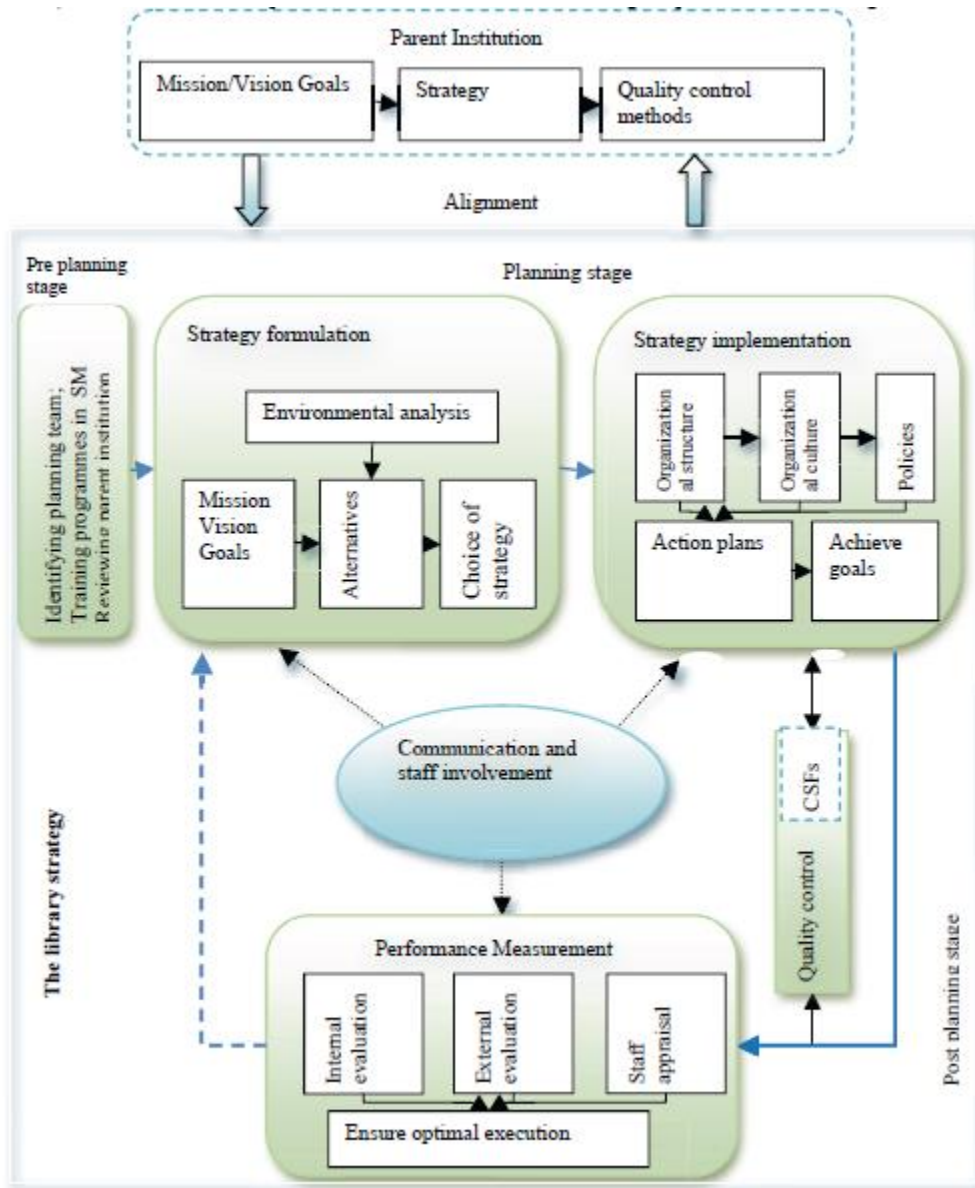 Parent Institution
Mission/Vision Goals
Strategy
Quality control
methods
Alignment
Pre planning
stage
Planning stage
Identifying planning team;
Training programmes in SM
Reviewing parent institution
Strategy formulation
Environmental analysis
Mission
Vision
Goals
Alternatives
Choice of
strategy
Strategy implementation
Organization
al structure
Organization
al culture
Policies
Action plans
Achieve
goals
Communication and
staff involvement
CSFs
Quality control
The library strategy
Performance Measurement
Internal
evaluation
External
evaluation
Staff
appraisal
Ensure optimal execution
Post planning stage